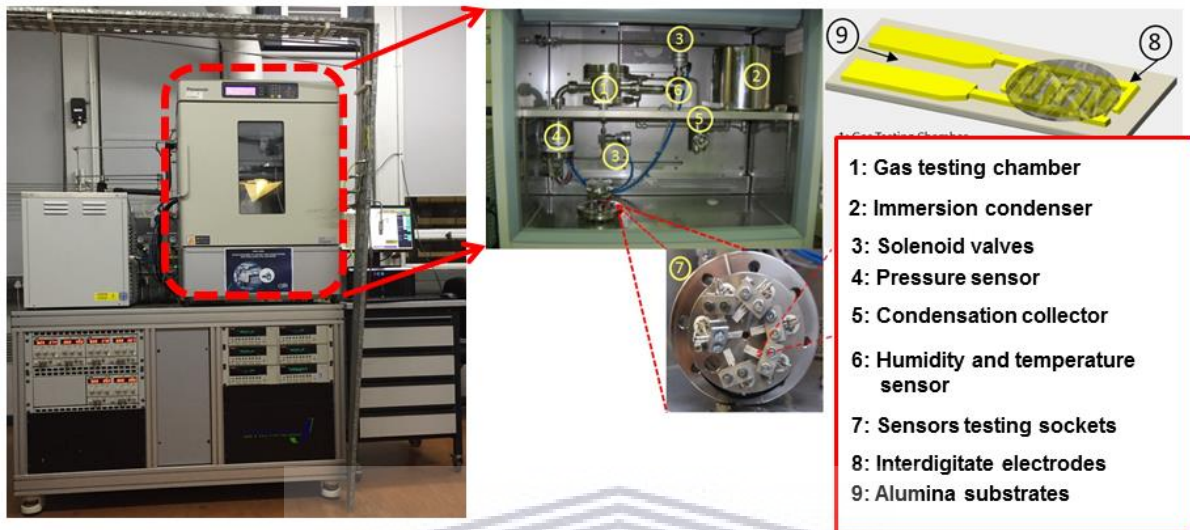 Panasonic
3
1
2
6
5
4
3
7
9
8
1: Gas testing chamber
2: Immersion condenser
3: Solenoid valves
4: Pressure sensor
5: Condensation collector
6: Humidity and temperature
sensor
7: Sensors testing sockets
8: Interdigitate electrodes
9: Alumina substrates